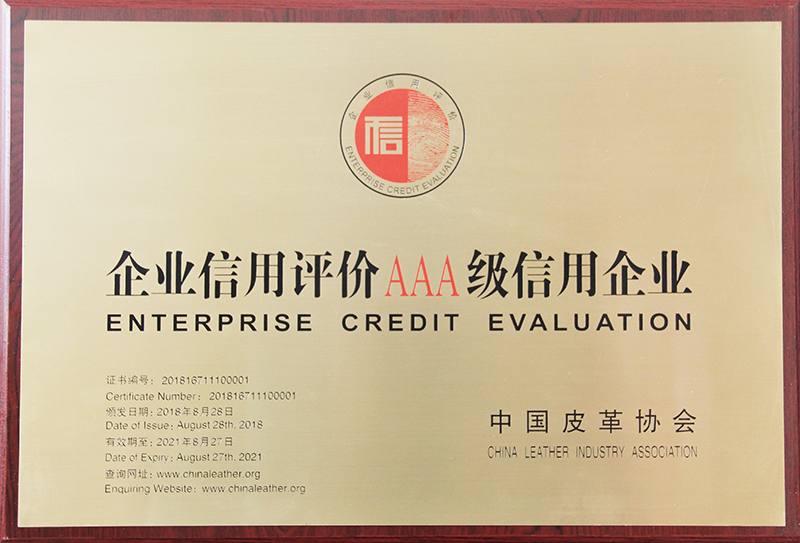 企业信用评价
信
ENTERPRISE CREDIT EVALUATION
企业信用评价AAA级信用企业
ENTERPRISE CREDIT EVALUATION
证书编号：201816711100001
Certificate Number：201816711100001
颁发日期：2018年8月28日
Date of Issue：August 28th, 2018
有效期至：2021年8月27日
Date of Expiry：August 27th, 2021
查询网址：www.chinaleather.org
Enquiring Website：www.chinaleather.org
中国皮革协会
CHINA LEATHER INDUSTRY ASSOCIATION